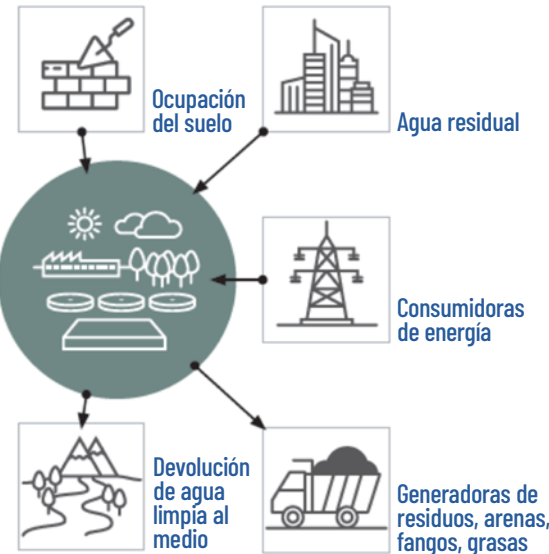 Ocupación
del suelo
Agua residual
Consumidoras
de energía
Devolución
de agua
limpia al
medio
Generadoras de
residuos, arenas,
fangos, grasas